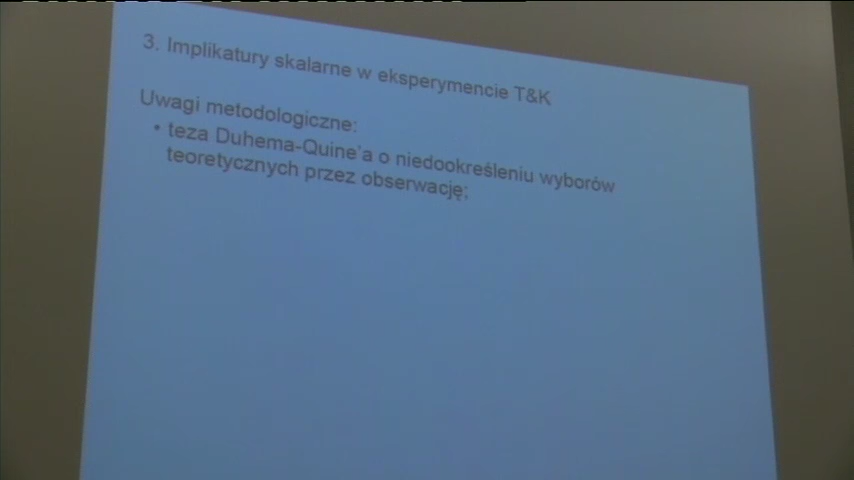 3. Implikatury skalarne w eksperymencie T&K
Uwagi metodologiczne:
• teza Duhema-Quine'a o niedookreśleniu wyborów
teoretycznych przez obserwację;